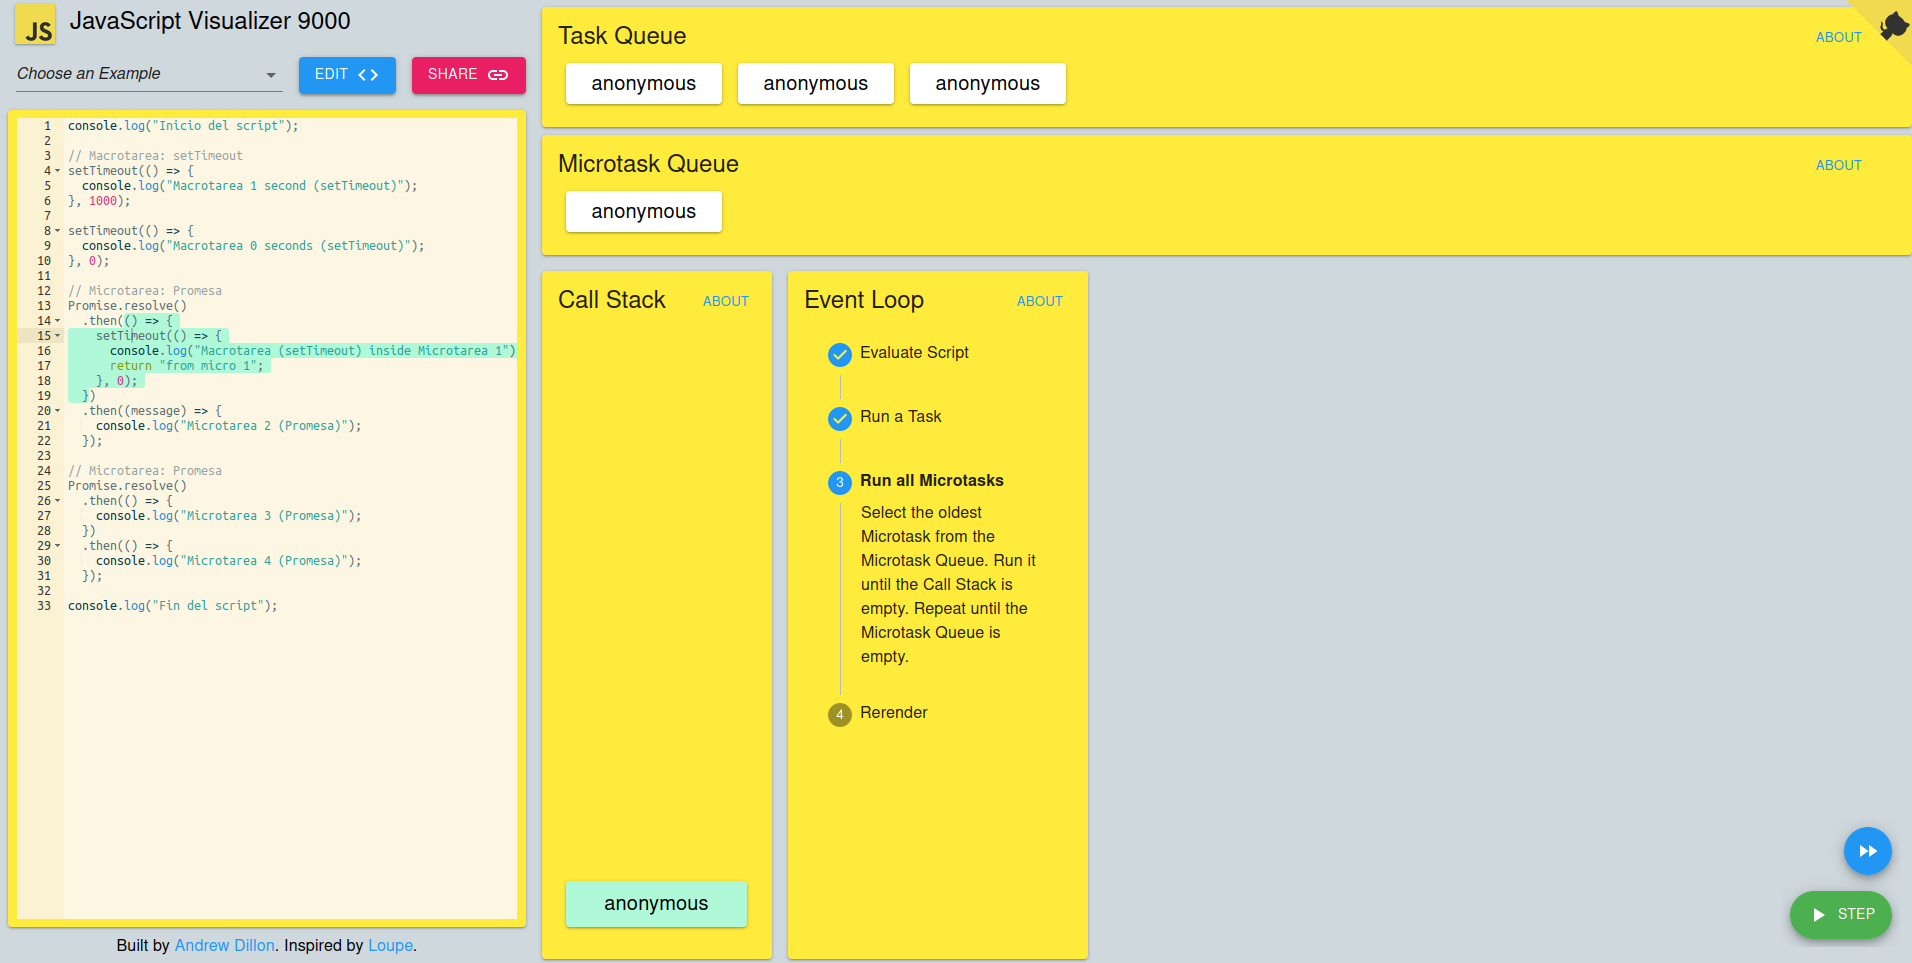 JS JavaScript Visualizer 9000
Choose an Example EDIT SHARE
1 console.log("Inicio del script");
2
3 // Macrotarea: setTimeout
4 setTimeout(() => {
5 console.log("Macrotarea 1 second (setTimeout)");
6 }, 1000);
7
8 setTimeout(() => {
9 console.log("Macrotarea 0 seconds (setTimeout)");
10 }, 0);
11
12 // Microtarea: Promesa
13 Promise.resolve()
14 .then(() => {
15 setTimeout(() => {
16 console.log("Macrotarea (setTimeout) inside Microtarea 1")
17 return "from micro 1";
18 }, 0);
19 })
20 .then((message) => {
21 console.log("Microtarea 2 (Promesa)");
22 });
23
24 // Microtarea: Promesa
25 Promise.resolve()
26 .then(() => {
27 console.log("Microtarea 3 (Promesa)");
28 })
29 .then(() => {
30 console.log("Microtarea 4 (Promesa)");
31 });
32
33 console.log("Fin del script");
Built by Andrew Dillon. Inspired by Loupe.
Task Queue ABOUT
anonymous anonymous anonymous
Microtask Queue ABOUT
anonymous
Call Stack ABOUT
anonymous
Event Loop ABOUT
Evaluate Script
Run a Task
3 Run all Microtasks
Select the oldest
Microtask from the
Microtask Queue. Run it
until the Call Stack is
empty. Repeat until the
Microtask Queue is
empty.
4 Rerender
STEP